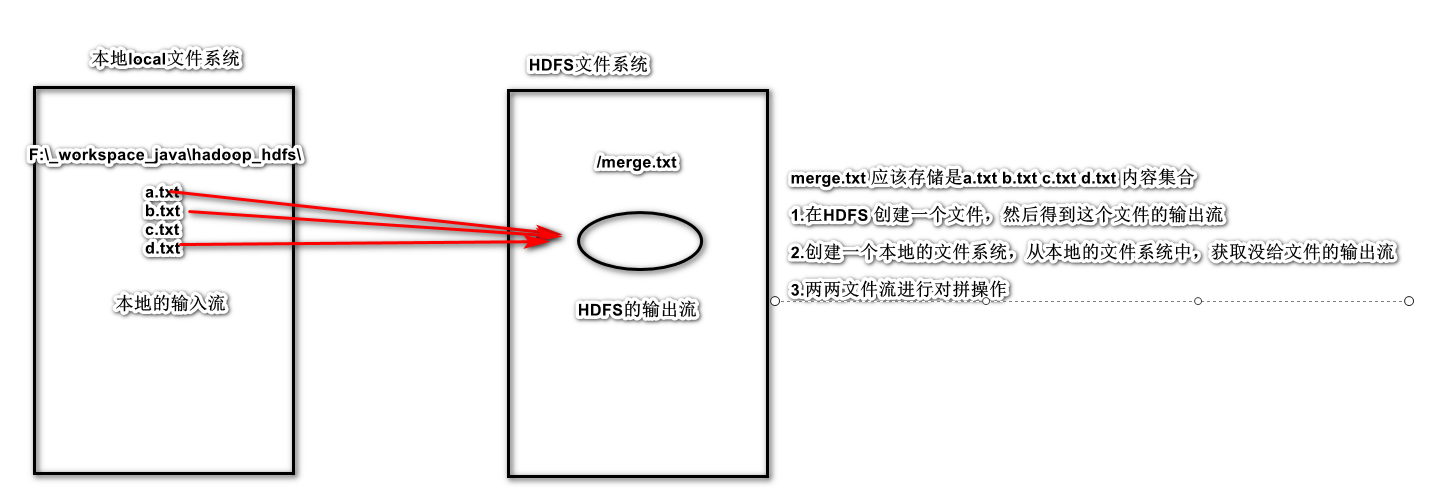 本地local文件系统
HDFS文件系统
F:\_workspace_java\hadoop_hdfs\
a.txt
b.txt
c.txt
d.txt
本地的输入流
/merge.txt
HDFS的输出流
merge.txt 应该存储是a.txt b.txt c.txt d.txt 内容集合
1.在HDFS 创建一个文件，然后得到这个文件的输出流
2.创建一个本地的文件系统，从本地的文件系统中，获取没给文件的输出流
3.两两文件流进行对拼操作